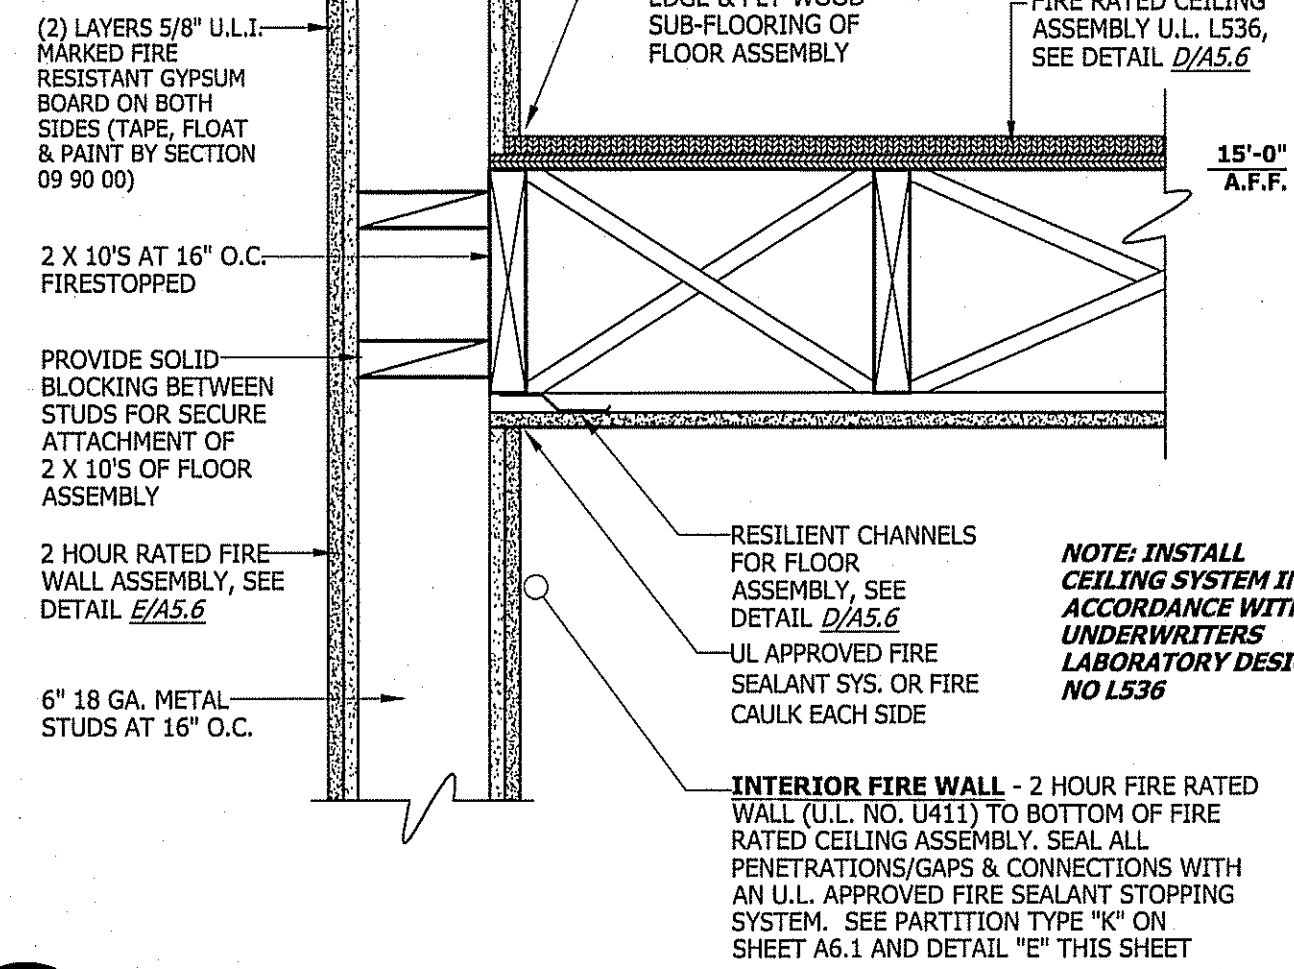 (2) LAYERS 5/8" U.L.I.
MARKED FIRE
RESISTANT GYPSUM
BOARD ON BOTH
SIDES (TAPE, FLOAT
& PAINT BY SECTION
09 90 00)
2 X 10'S AT 16" O.C.
FIRESTOPPED
PROVIDE SOLID
BLOCKING BETWEEN
STUDS FOR SECURE
ATTACHMENT OF
2 X 10'S OF FLOOR
ASSEMBLY
2 HOUR RATED FIRE
WALL ASSEMBLY, SEE
DETAIL E/A5.6
6" 18 GA. METAL
STUDS AT 16" O.C.
EDGE & PLY WOOD
SUB-FLOORING OF
FLOOR ASSEMBLY
FIRE RATED CEILING
ASSEMBLY U.L. L536,
SEE DETAIL D/A5.6
15'-0"
A.F.F.
RESILIENT CHANNELS
FOR FLOOR
ASSEMBLY, SEE
DETAIL D/A5.6
UL APPROVED FIRE
SEALANT SYS. OR FIRE
CAULK EACH SIDE
NOTE: INSTALL
CEILING SYSTEM IN
ACCORDANCE WITH
UNDERWRITERS
LABORATORY DESI
NO L536
INTERIOR FIRE WALL - 2 HOUR FIRE RATED
WALL (U.L. NO. U411) TO BOTTOM OF FIRE
RATED CEILING ASSEMBLY. SEAL ALL
PENETRATIONS/GAPS & CONNECTIONS WITH
AN U.L. APPROVED FIRE SEALANT STOPPING
SYSTEM. SEE PARTITION TYPE "K" ON
SHEET A6.1 AND DETAIL "E" THIS SHEET